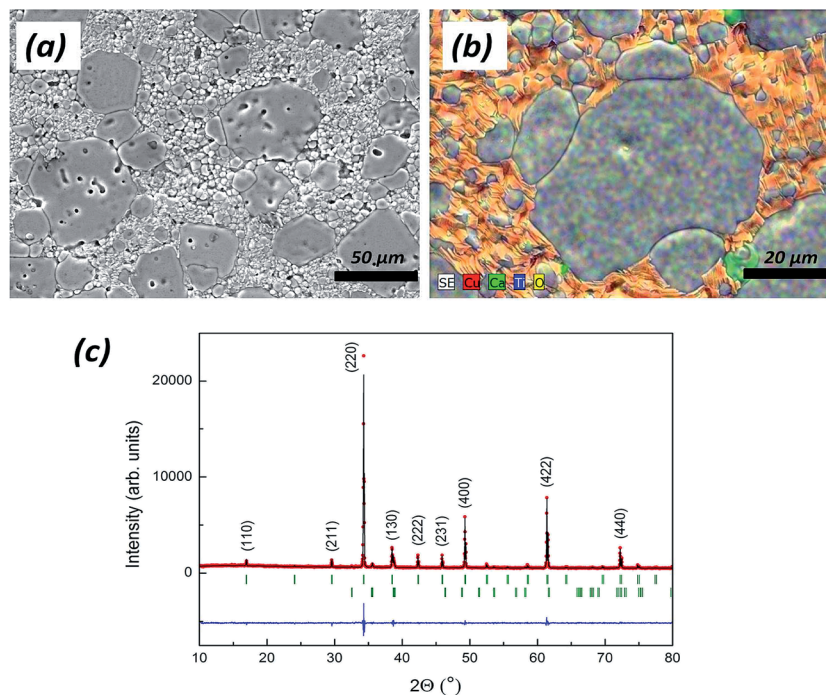 (a)
50 μm
(b)
SE Cu Ca Ti O
20 μm
(c)
Intensity (arb. units)
20000
10000
0
(110)
(211)
(220)
(130)
(222)
(231)
(400)
(422)
(440)
10 20 30 40 50 60 70 80
2Θ (°)